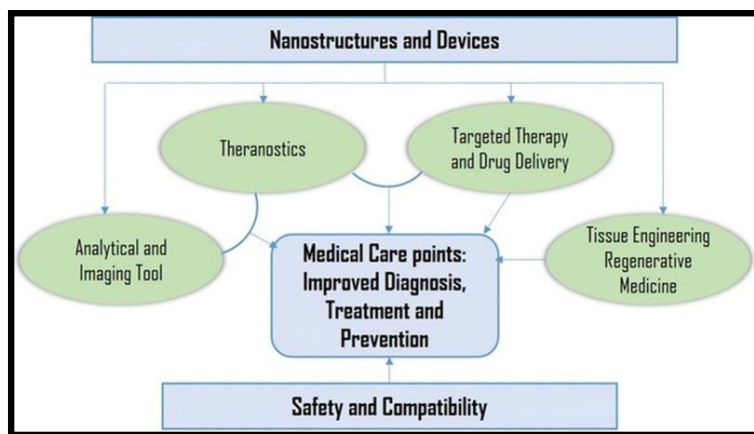 Nanostructures and Devices
Theranostics
Targeted Therapy
and Drug Delivery
Analytical and
Imaging Tool
Medical Care points:
Improved Diagnosis,
Treatment and
Prevention
Tissue Engineering
Regenerative
Medicine
Safety and Compatibility